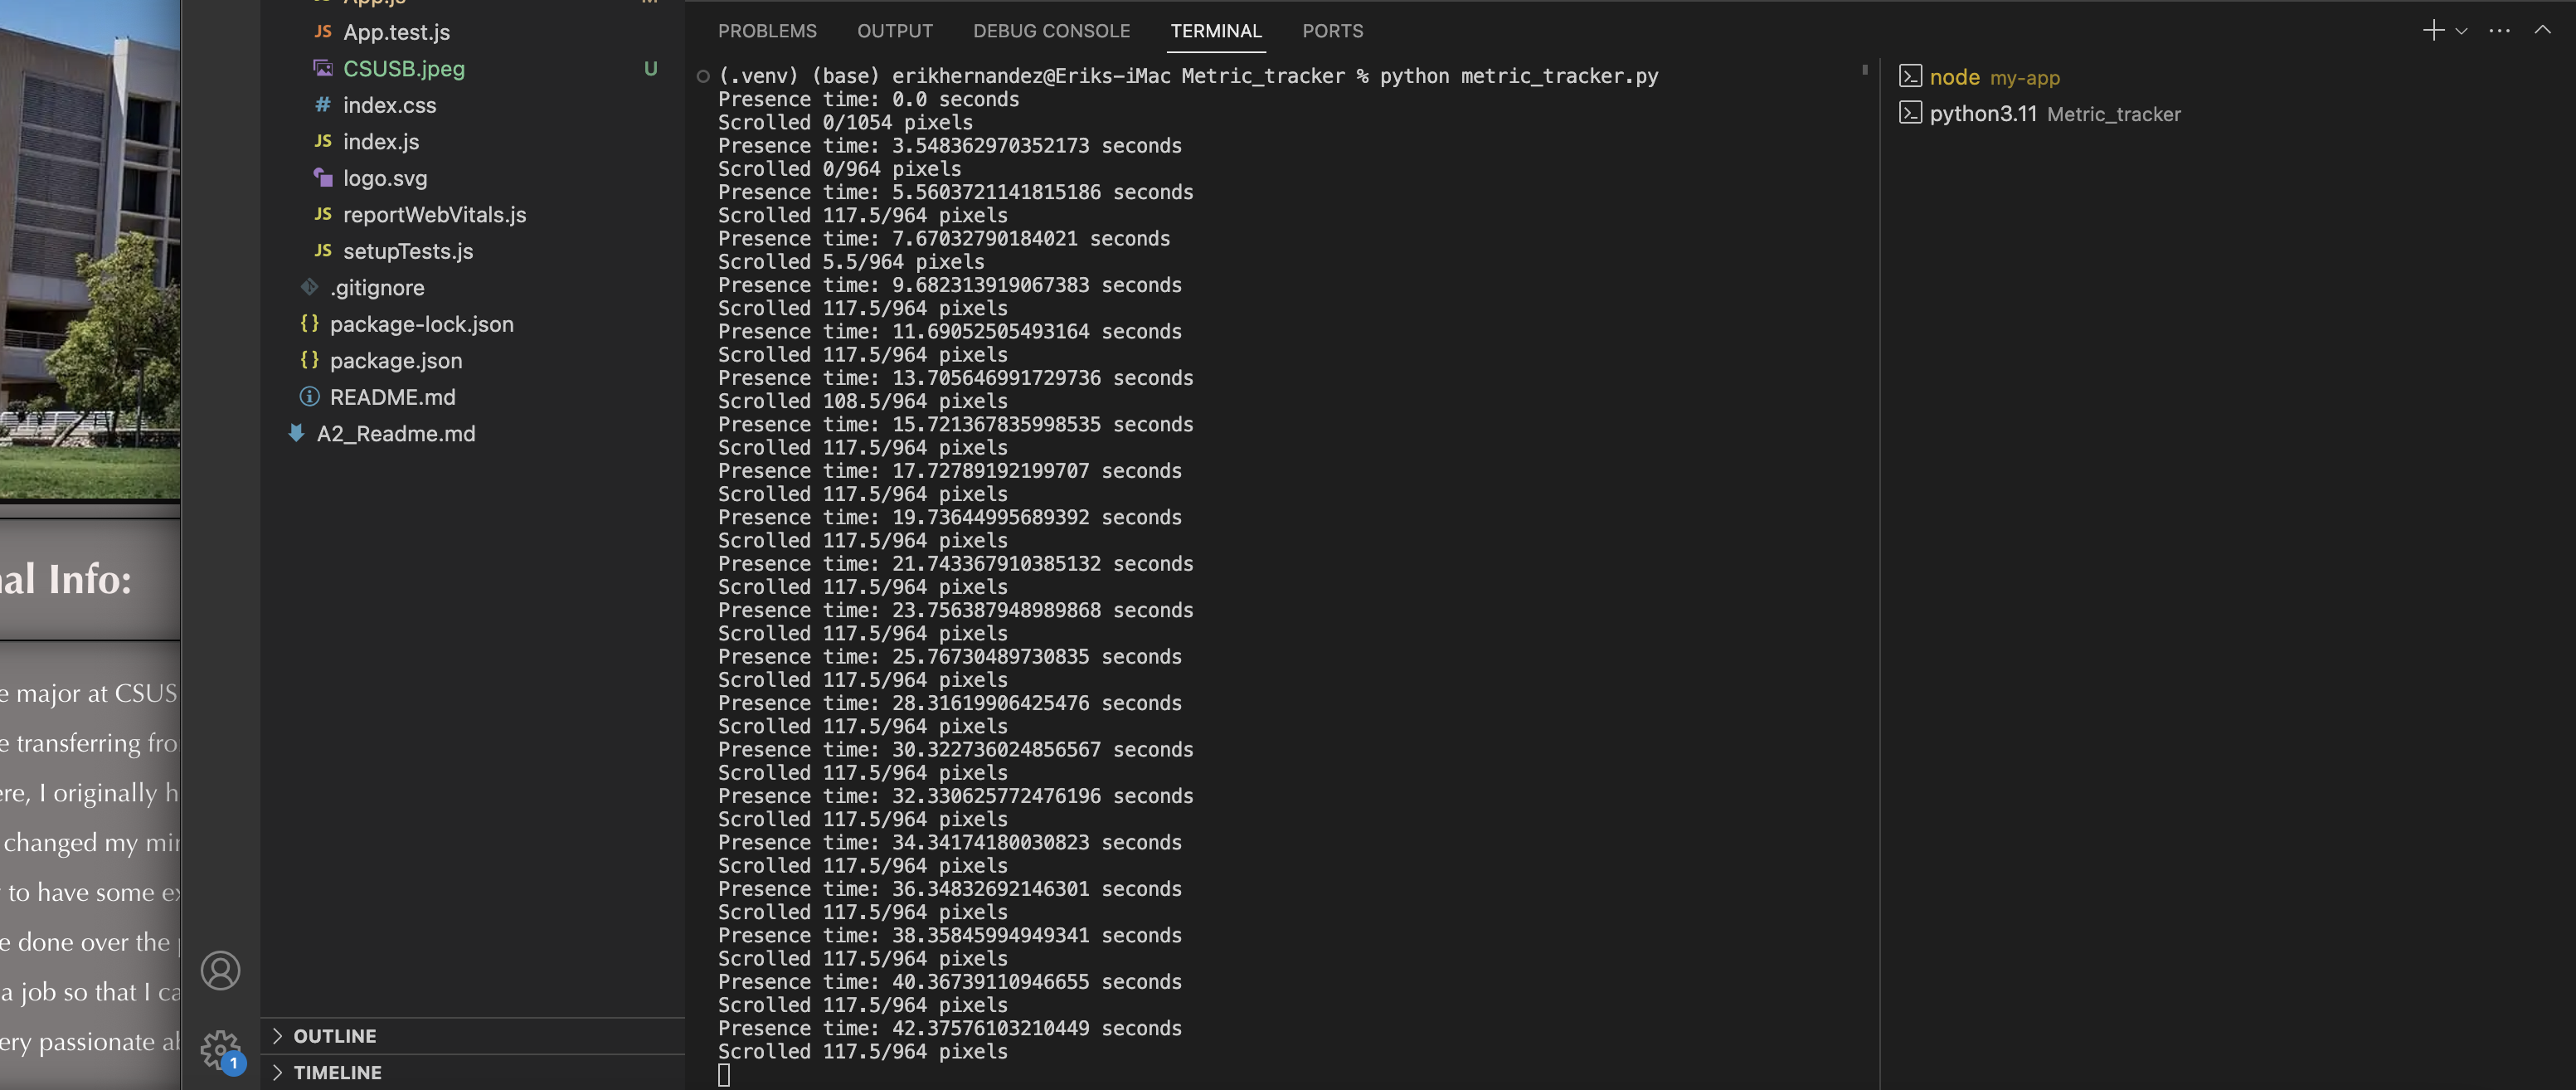 nal Info:
e major at CSUS
e transferring fro
ere, I originally h
changed my mi
to have some ex
e done over the
a job so that I ca
ery passionate a
1
App.js M
JS App.test.js
CSUSB.jpeg U
# index.css
JS index.js
logo.svg
JS reportWebVitals.js
JS setupTests.js
.gitignore
{} package-lock.json
{} package.json
README.md
A2_Readme.md
OUTLINE
TIMELINE
PROBLEMS OUTPUT DEBUG CONSOLE TERMINAL PORTS
(.venv) (base) erikhernandez@Eriks-iMac Metric_tracker % python metric_tracker.py
Presence time: 0.0 seconds
Scrolled 0/1054 pixels
Presence time: 3.548362970352173 seconds
Scrolled 0/964 pixels
Presence time: 5.5603721141815186 seconds
Scrolled 117.5/964 pixels
Presence time: 7.67032790184021 seconds
Scrolled 5.5/964 pixels
Presence time: 9.682313919067383 seconds
Scrolled 117.5/964 pixels
Presence time: 11.69052505493164 seconds
Scrolled 117.5/964 pixels
Presence time: 13.705646991729736 seconds
Scrolled 108.5/964 pixels
Presence time: 15.721367835998535 seconds
Scrolled 117.5/964 pixels
Presence time: 17.72789192199707 seconds
Scrolled 117.5/964 pixels
Presence time: 19.73644995689392 seconds
Scrolled 117.5/964 pixels
Presence time: 21.743367910385132 seconds
Scrolled 117.5/964 pixels
Presence time: 23.756387948989868 seconds
Scrolled 117.5/964 pixels
Presence time: 25.76730489730835 seconds
Scrolled 117.5/964 pixels
Presence time: 28.31619906425476 seconds
Scrolled 117.5/964 pixels
Presence time: 30.322736024856567 seconds
Scrolled 117.5/964 pixels
Presence time: 32.330625772476196 seconds
Scrolled 117.5/964 pixels
Presence time: 34.34174180030823 seconds
Scrolled 117.5/964 pixels
Presence time: 36.34832692146301 seconds
Scrolled 117.5/964 pixels
Presence time: 38.35845994949341 seconds
Scrolled 117.5/964 pixels
Presence time: 40.36739110946655 seconds
Scrolled 117.5/964 pixels
Presence time: 42.37576103210449 seconds
Scrolled 117.5/964 pixels
node my-app
python3.11 Metric_tracker